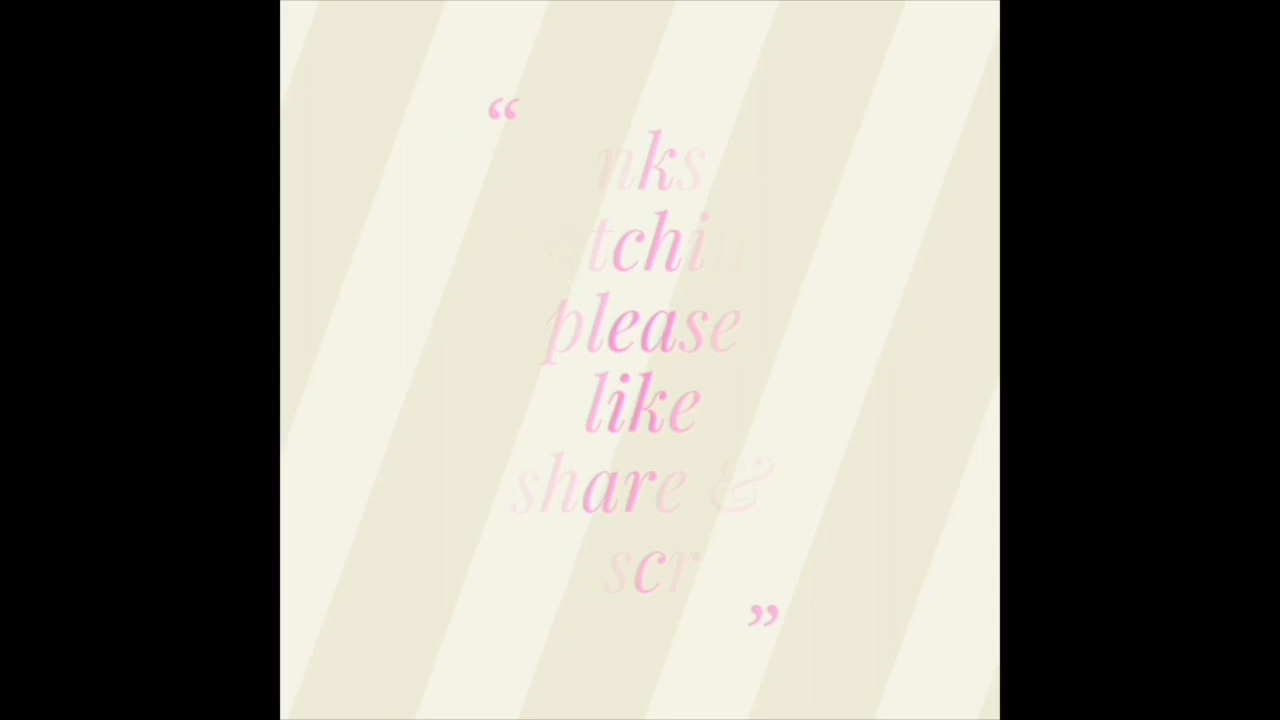 “
nks
tchi
please
like
share &
scr
”